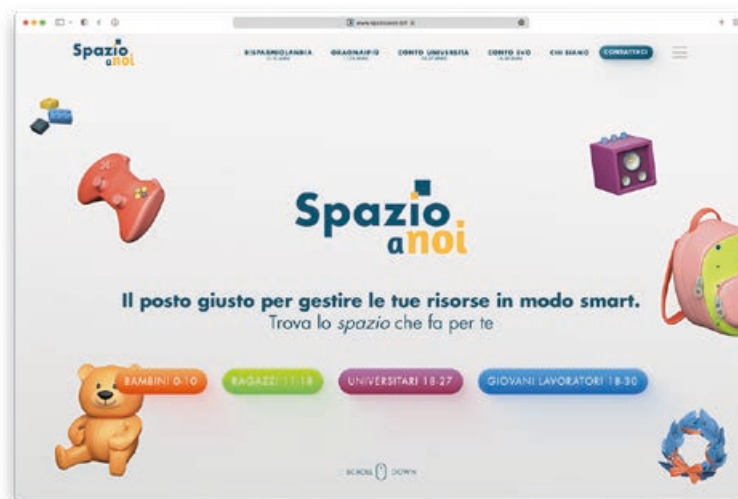 Spazio
a noi
RISPARMIOLANDIA
CONTO UNIVERSITÀ
CONTO EVO
CHI SIAMO
CONTATTACI
Spazio
a noi
Il posto giusto per gestire le tue risorse in modo smart.
Trova lo spazio che fa per te
BAMBINI 0-10
RAGAZZI 11-18
UNIVERSITARI 18-27
GIOVANI LAVORATORI 18-30
SCROLL DOWN